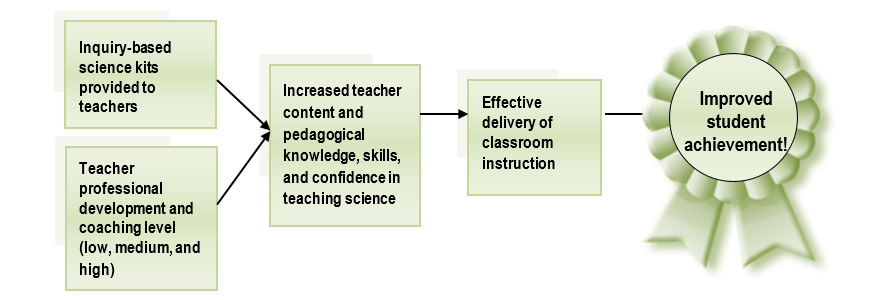 Inquiry-based
science kits
provided to
teachers
Teacher
professional
development and
coaching level
(low, medium, and
high)
Increased teacher
content and
pedagogical
knowledge, skills,
and confidence in
teaching science
Effective
delivery of
classroom
instruction
Improved
student
achievement!